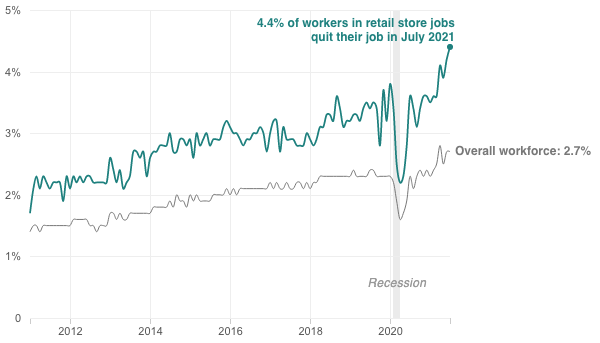 5%
4.4% of workers in retail store jobs
quit their job in July 2021
4%
3%
Overall workforce: 2.7%
2%
1%
Recession
0
2012
2014
2016
2018
2020